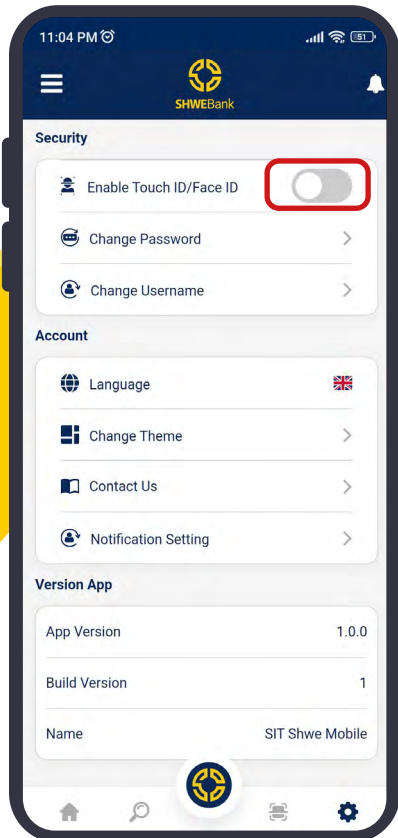 11:04 PM 51
SHWEBank
Security
Enable Touch ID/Face ID
Change Password
Change Username
Account
Language
Change Theme
Contact Us
Notification Setting
Version App
App Version 1.0.0
Build Version 1
Name SIT Shwe Mobile